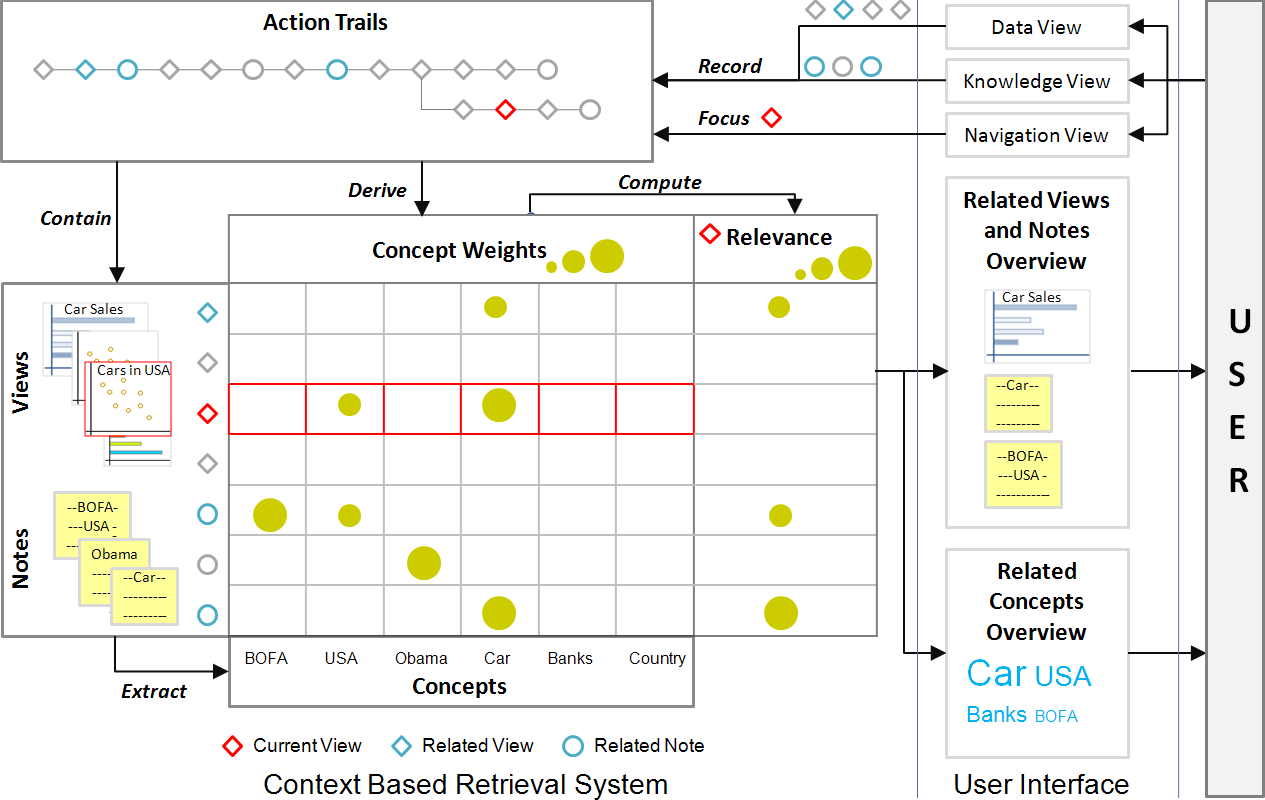 Action Trails
Data View
Record
Knowledge View
Focus
Navigation View
U
S
E
R
Contain
Derive
Compute
Concept Weights
Relevance
Related Views
and Notes
Overview
Views
Car Sales
Cars in USA
Car Sales
--Car--
---------
---------
--BOFA-
---USA -
-----------
Notes
--BOFA-
---USA -
Obama
----
----
--Car--
---------
---------
Related
Concepts
Overview
Car USA
Banks BOFA
BOFA
USA
Obama
Car
Banks
Country
Concepts
Extract
Current View
Related View
Related Note
Context Based Retrieval System
User Interface